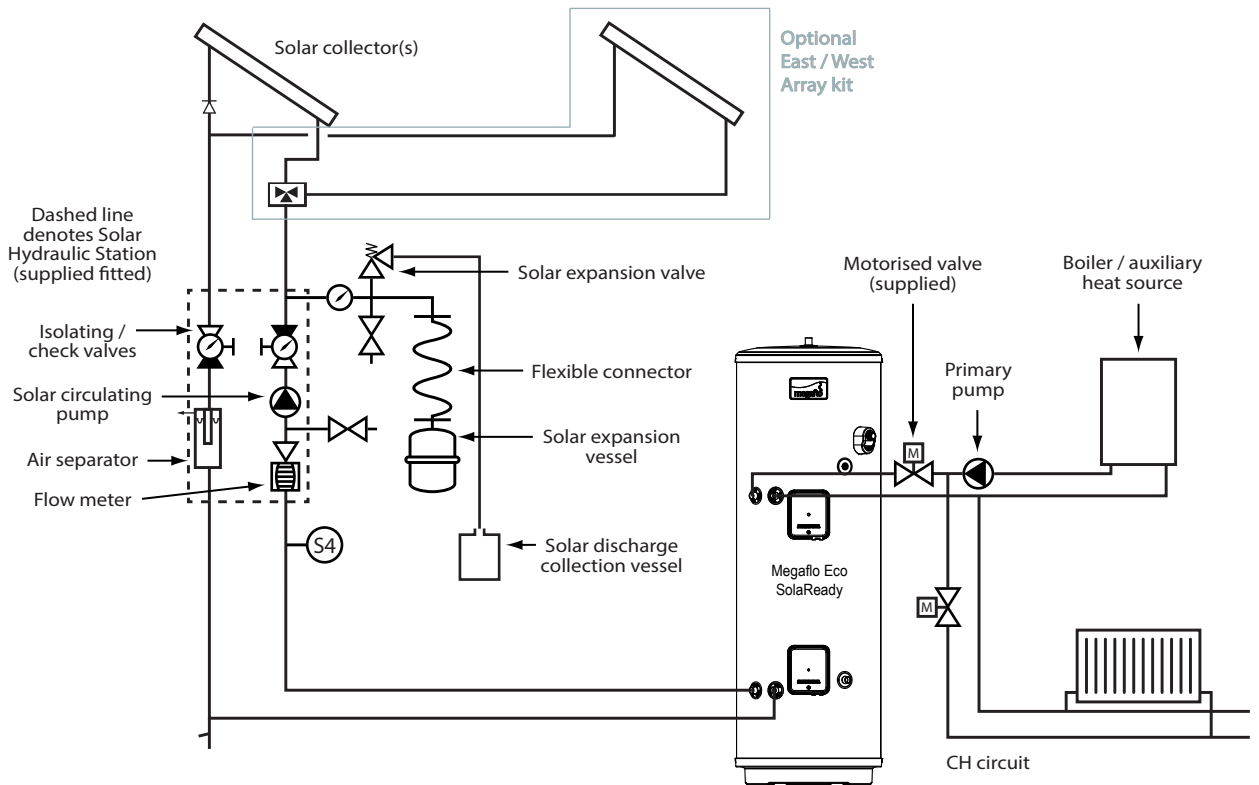 Solar collector(s)
Optional
East / West
Array kit
Dashed line
denotes Solar
Hydraulic Station
(supplied fitted)
Isolating /
check valves
Solar circulating
pump
Air separator
Flow meter
Solar expansion valve
Flexible connector
Solar expansion
vessel
S4
Solar discharge
collection vessel
Motorised valve
(supplied)
Boiler / auxiliary
heat source
Primary
pump
megaflo
M
Megaflo Eco
SolaReady
M
CH circuit